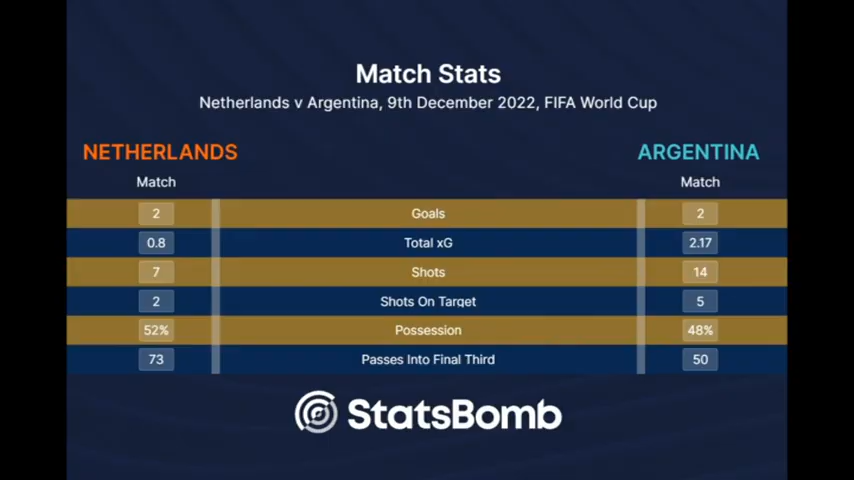 Match Stats
Netherlands v Argentina, 9th December 2022, FIFA World Cup
NETHERLANDS ARGENTINA
Match Match
2 Goals 2
0.8 Total xG 2.17
7 Shots 14
2 Shots On Target 5
52% Possession 48%
73 Passes Into Final Third 50
StatsBomb